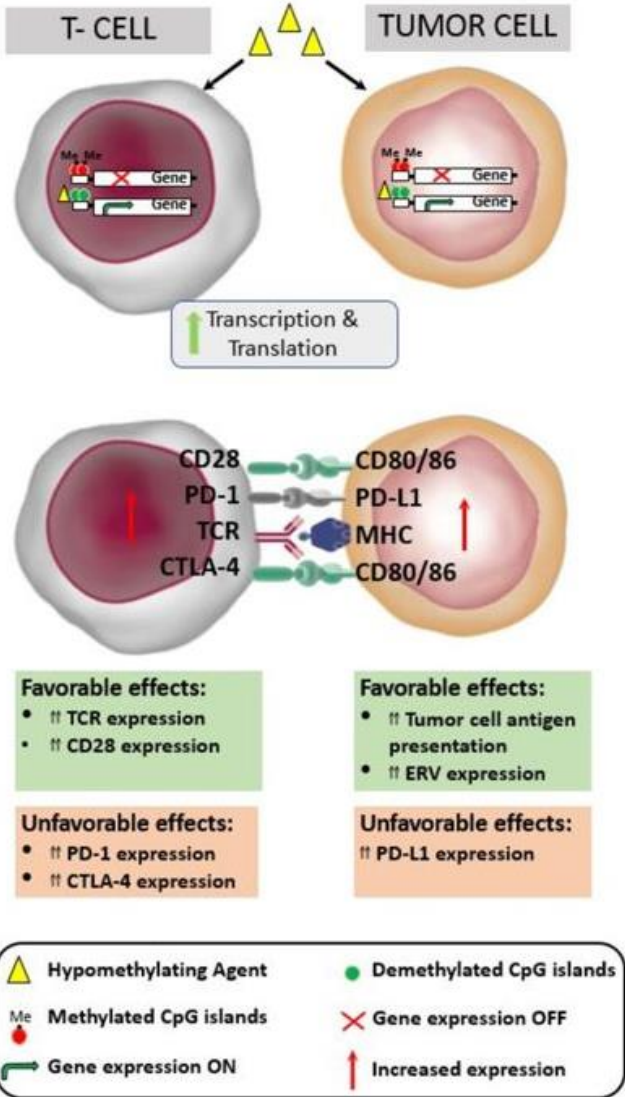 T- CELL
TUMOR CELL
Me Me
Gene
Gene
Me Me
Gene
Gene
Transcription &
Translation
CD28
CD80/86
PD-1
PD-L1
TCR
MHC
CTLA-4
CD80/86
Favorable effects:
• ⇈ TCR expression
• ⇈ CD28 expression
Favorable effects:
• ⇈ Tumor cell antigen
presentation
• ⇈ ERV expression
Unfavorable effects:
• ⇈ PD-1 expression
• ⇈ CTLA-4 expression
Unfavorable effects:
⇈ PD-L1 expression
Hypomethylating Agent
Demethylated CpG islands
Me
Methylated CpG islands
Gene expression OFF
Gene expression ON
Increased expression